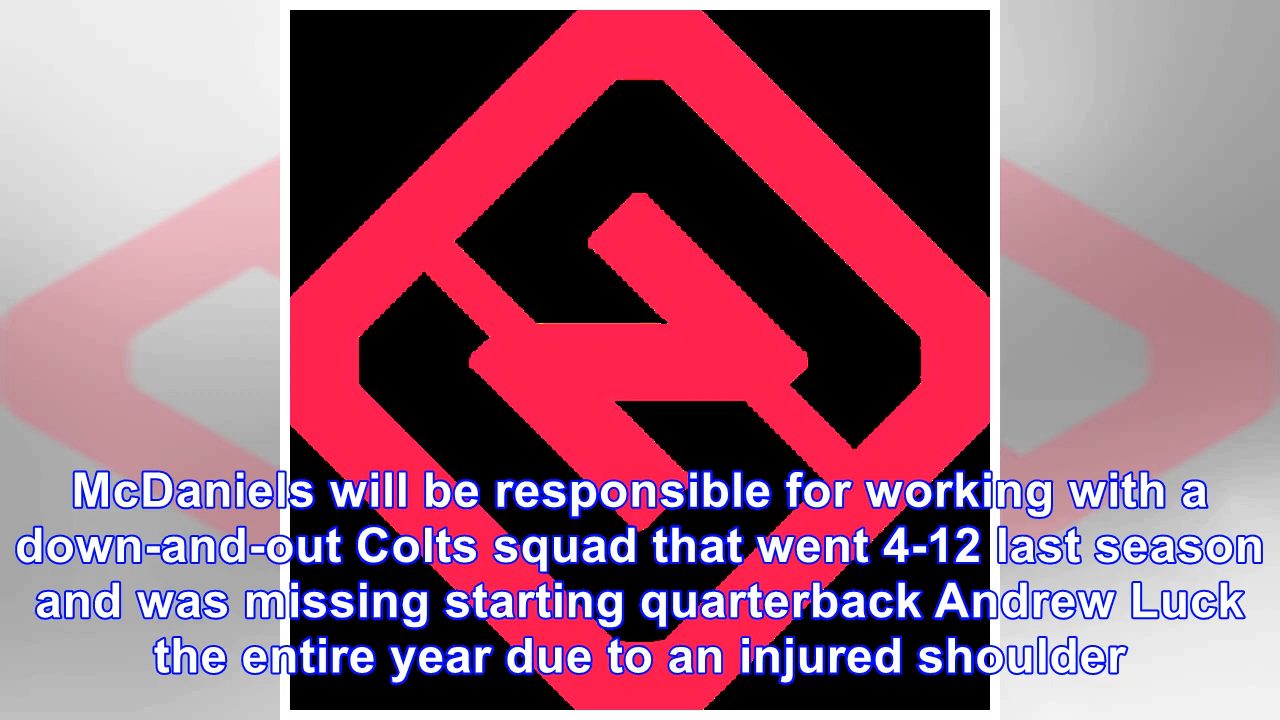 McDaniels will be responsible for working with a
down-and-out Colts squad that went 4-12 last season
and was missing starting quarterback Andrew Luck
the entire year due to an injured shoulder